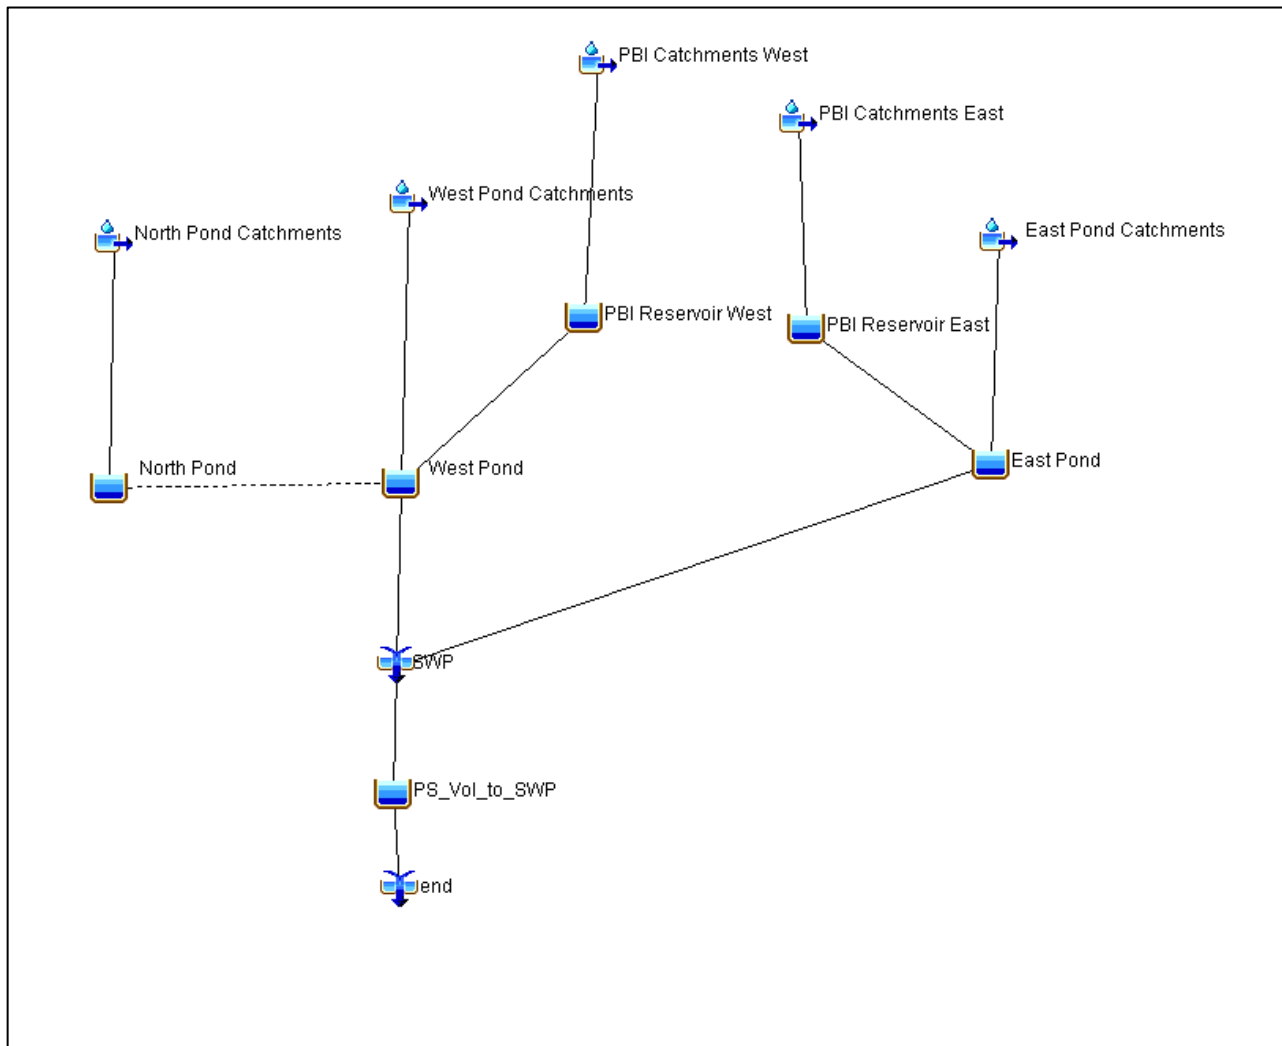 PBI Catchments West
PBI Catchments East
West Pond Catchments
North Pond Catchments
East Pond Catchments
PBI Reservoir West
PBI Reservoir East
North Pond
West Pond
East Pond
SWP
PS_Vol_to_SWP
end